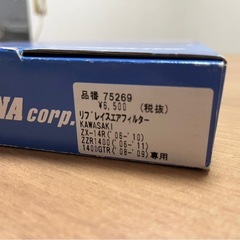 NA corp.
品番 75269
¥6,500 (税抜)
リプレイスエアフィルター
KAWASAKI
ZX-14R('06-'10)
ZZR1400('06-'11)
1400GTR('08-'09)専用